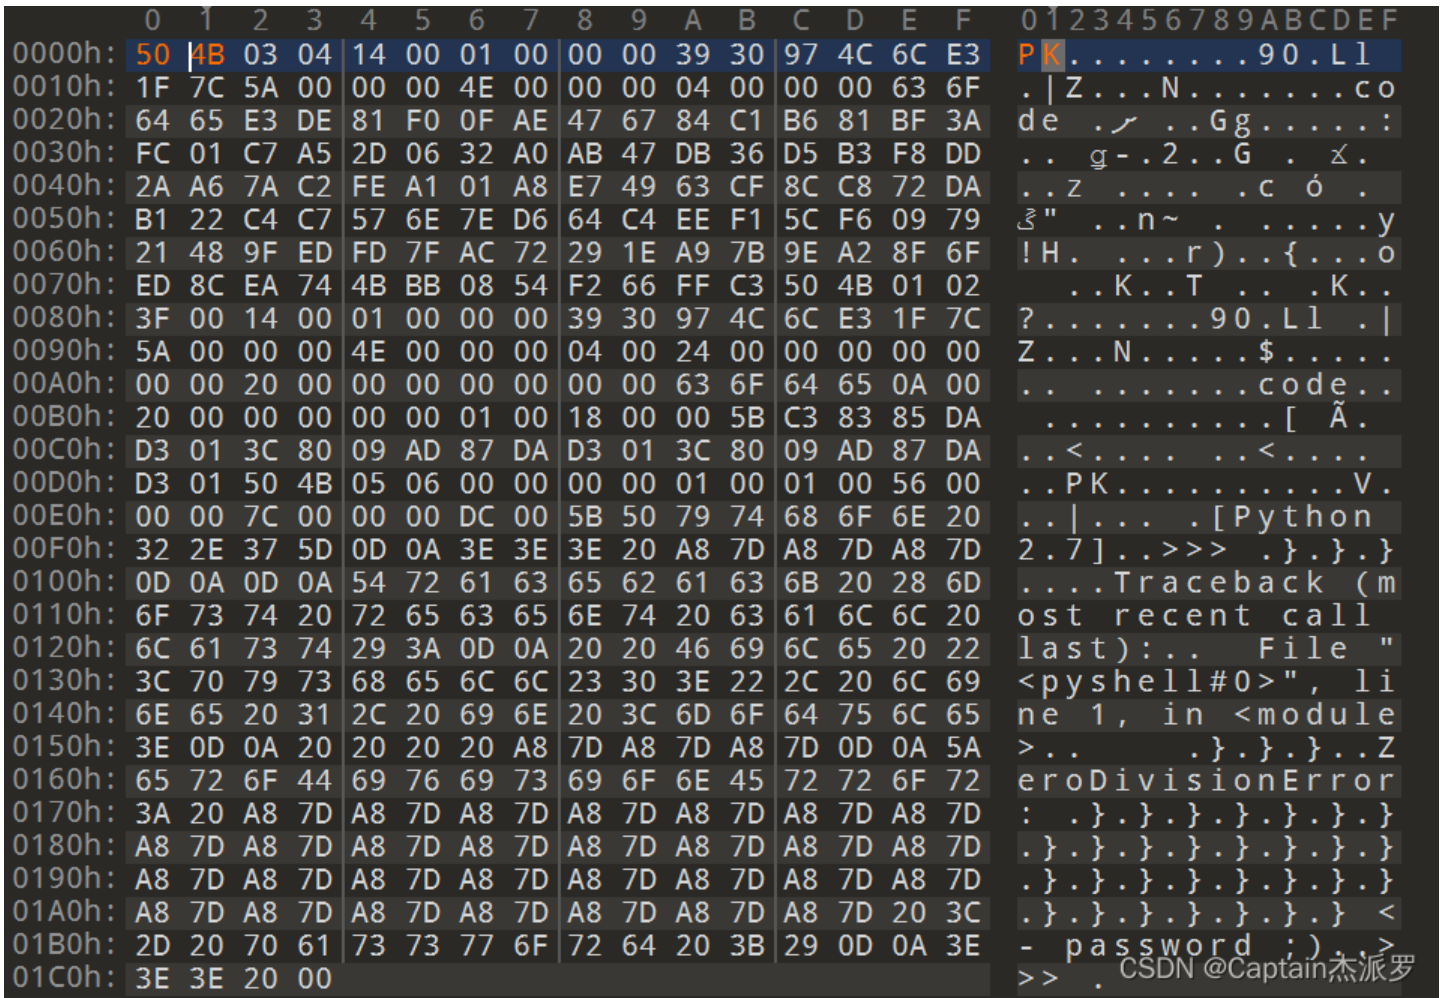 0 1 2 3 4 5 6 7 8 9 A B C D E F 0123456789ABCDEF
0000h: 50 4B 03 04 14 00 01 00 00 00 39 30 97 4C 6C E3 PK........90.Ll
0010h: 1F 7C 5A 00 00 00 4E 00 00 00 04 00 00 00 63 6F .|Z...N.......co
0020h: 64 65 E3 DE 81 F0 0F AE 47 67 84 C1 B6 81 BF 3A de . ..Gg.....:
0030h: FC 01 C7 A5 2D 06 32 A0 AB 47 DB 36 D5 B3 F8 DD .. -.2..G . .
0040h: 2A A6 7A C2 FE A1 01 A8 E7 49 63 CF 8C C8 72 DA ..z .... .c ó .
0050h: B1 22 C4 C7 57 6E 7E D6 64 C4 EE F1 5C F6 09 79 " ..n~ . .....y
0060h: 21 48 9F ED FD 7F AC 72 29 1E A9 7B 9E A2 8F 6F !H. ...r)..{...o
0070h: ED 8C EA 74 4B BB 08 54 F2 66 FF C3 50 4B 01 02 ..K..T .. .K..
0080h: 3F 00 14 00 01 00 00 00 39 30 97 4C 6C E3 1F 7C ?.......90.Ll .|
0090h: 5A 00 00 00 4E 00 00 00 04 00 24 00 00 00 00 00 Z...N.....$.....
00A0h: 00 00 20 00 00 00 00 00 00 00 63 6F 64 65 0A 00 .. .......code..
00B0h: 20 00 00 00 00 00 01 00 18 00 00 5B C3 83 85 DA ..........[ Ã.
00C0h: D3 01 3C 80 09 AD 87 DA D3 01 3C 80 09 AD 87 DA ..<.... ..<....
00D0h: D3 01 50 4B 05 06 00 00 00 00 01 00 01 00 56 00 ..PK..........V.
00E0h: 00 00 7C 00 00 00 DC 00 5B 50 79 74 68 6F 6E 20 ..|... .[Python
00F0h: 32 2E 37 5D 0D 0A 3E 3E 3E 20 A8 7D A8 7D A8 7D 2.7]..>>> .}.}.}
0100h: 0D 0A 0D 0A 54 72 61 63 65 62 61 63 6B 20 28 6D ....Traceback (m
0110h: 6F 73 74 20 72 65 63 65 6E 74 20 63 61 6C 6C 20 ost recent call
0120h: 6C 61 73 74 29 3A 0D 0A 20 20 46 69 6C 65 20 22 last):..  File "
0130h: 3C 70 79 73 68 65 6C 6C 23 30 3E 22 2C 20 6C 69 <pyshell#0>", li
0140h: 6E 65 20 31 2C 20 69 6E 20 3C 6D 6F 64 75 6C 65 ne 1, in <module
0150h: 3E 0D 0A 20 20 20 20 A8 7D A8 7D A8 7D 0D 0A 5A >..    .}.}.}..Z
0160h: 65 72 6F 44 69 76 69 73 69 6F 6E 45 72 72 6F 72 eroDivisionError
0170h: 3A 20 A8 7D A8 7D A8 7D A8 7D A8 7D A8 7D A8 7D : .}.}.}.}.}.}.}
0180h: A8 7D A8 7D A8 7D A8 7D A8 7D A8 7D A8 7D A8 7D .}.}.}.}.}.}.}.}
0190h: A8 7D A8 7D A8 7D A8 7D A8 7D A8 7D A8 7D A8 7D .}.}.}.}.}.}.}.}
01A0h: A8 7D A8 7D A8 7D A8 7D A8 7D A8 7D A8 7D 20 3C .}.}.}.}.}.}.} <
01B0h: 2D 20 70 61 73 73 77 6F 72 64 20 3B 29 0D 0A 3E - password ;)..>
01C0h: 3E 3E 20 00 >> .
CSDN @Captain杰派罗